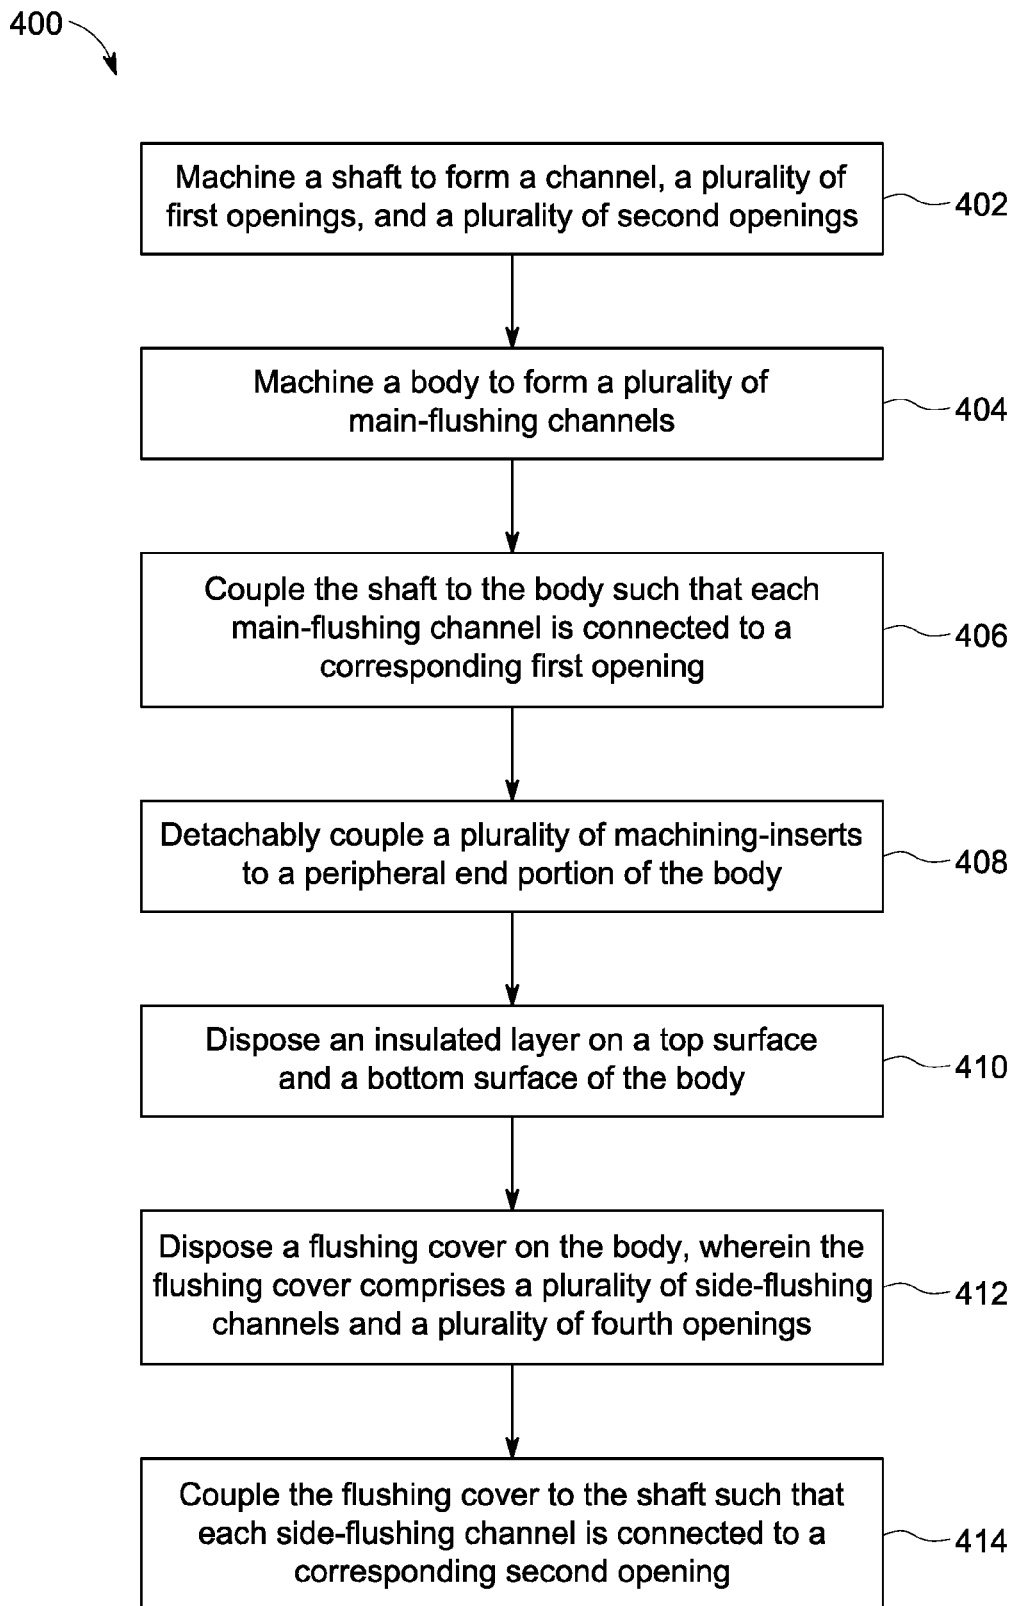 400
Machine a shaft to form a channel, a plurality of
first openings, and a plurality of second openings
402
Machine a body to form a plurality of
main-flushing channels
404
Couple the shaft to the body such that each
main-flushing channel is connected to a
corresponding first opening
406
Detachably couple a plurality of machining-inserts
to a peripheral end portion of the body
408
Dispose an insulated layer on a top surface
and a bottom surface of the body
410
Dispose a flushing cover on the body, wherein the
flushing cover comprises a plurality of side-flushing
channels and a plurality of fourth openings
412
Couple the flushing cover to the shaft such that
each side-flushing channel is connected to a
corresponding second opening
414